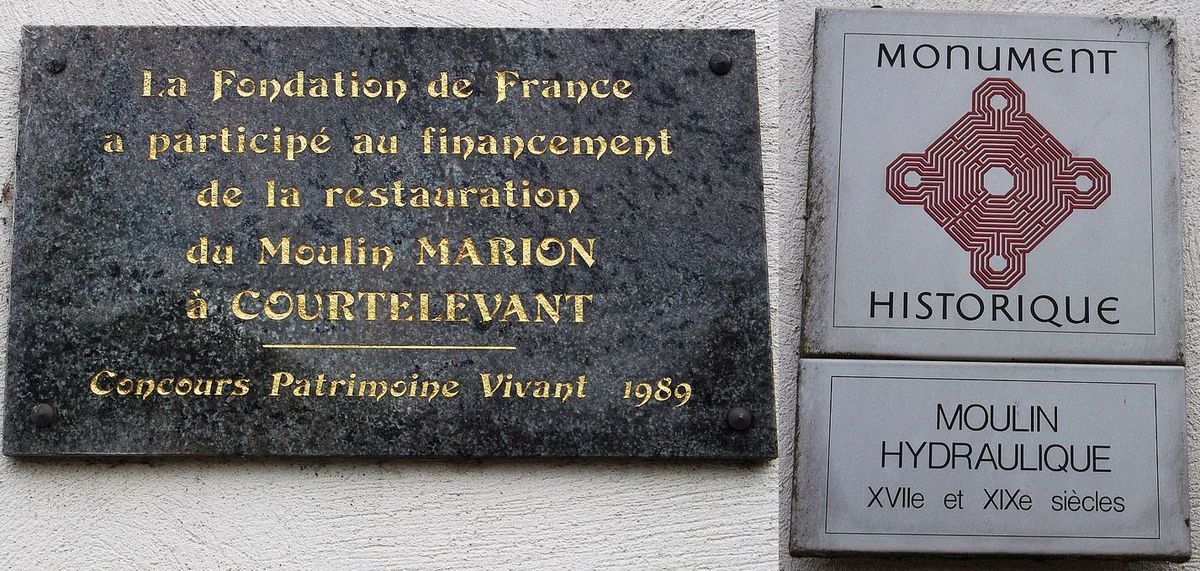 La Fondation de France
a participé au financement
de la restauration
du Moulin MARION
à COURTELEVANT
Concours Patrimoine Vivant 1989
MONUMENT
HISTORIQUE
MOULIN
HYDRAULIQUE
XVIIe et XIXe siècles